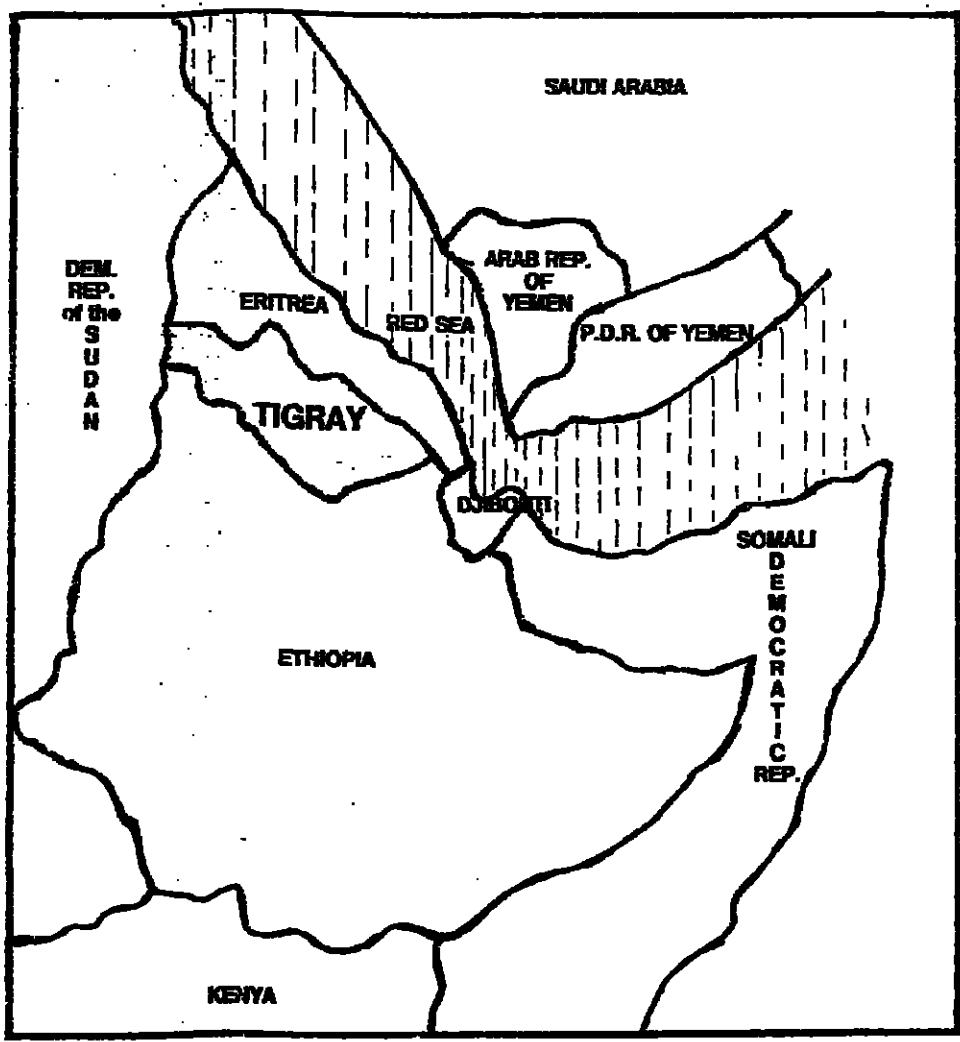 SAUDI ARABIA
ARAB REP.
OF
YEMEN
DEM.
REP.
of the
S
U
D
A
N
ERITREA
RED SEA
P.D.R. OF YEMEN
TIGRAY
DJIBOUTI
SOMALI
D
E
M
O
C
R
A
T
I
C
REP.
ETHIOPIA
KENYA